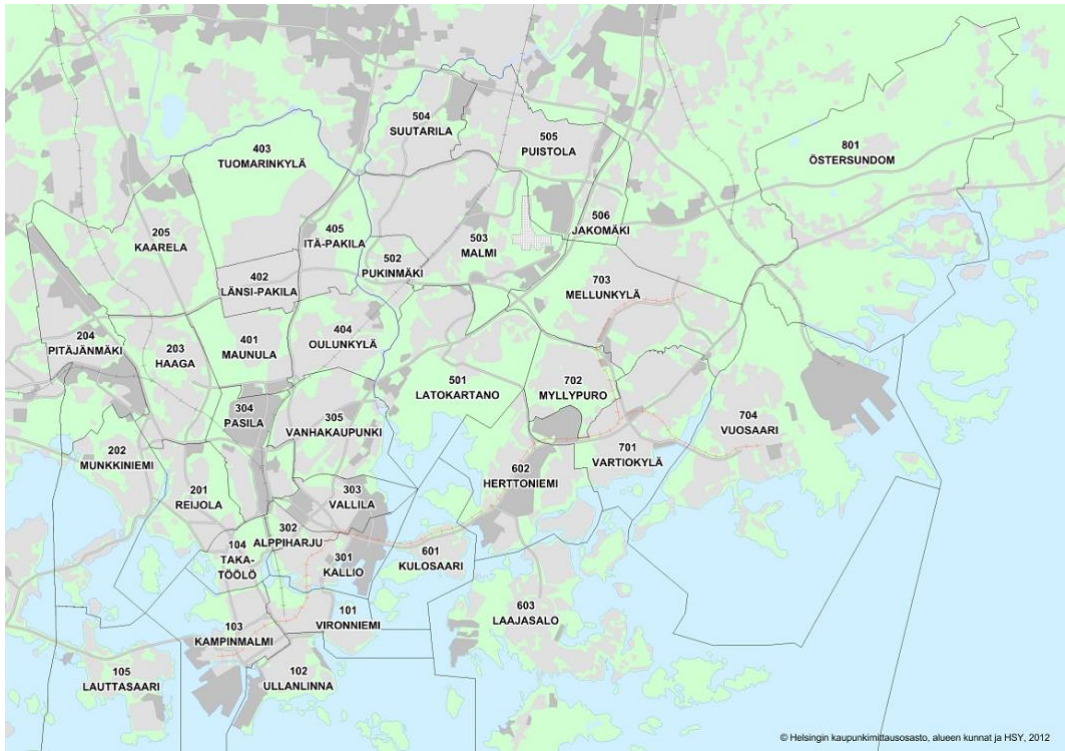 504
SUUTARILA
505
PUISTOLA
403
TUOMARINKYLÄ
801
ÖSTERSUNDOM
205
KAARELA
405
ITÄ-PAKILA
506
JAKOMÄKI
503
MALMI
502
PUKINMÄKI
402
LÄNSI-PAKILA
703
MELLUNKYLÄ
204
PITÄJÄNMÄKI
203
HAAGA
401
MAUNULA
404
OULUNKYLÄ
501
LATOKARTANO
702
MYLLYPURO
304
PASILA
305
VANHAKAUPUNKI
704
VUOSAARI
202
MUNKKINIEMI
701
VARTIOKYLÄ
602
HERTTONIEMI
201
REIJOLA
303
VALLILA
302
ALPPIHARJU
104
TAKA-
TÖÖLÖ
301
KALLIO
601
KULOSAARI
101
VIRONNIEMI
603
LAAJASALO
103
KAMPINMALMI
105
LAUTTASAARI
102
ULLANLINNA
© Helsingin kaupunkimittausosasto, alueen kunnat ja HSY, 2012